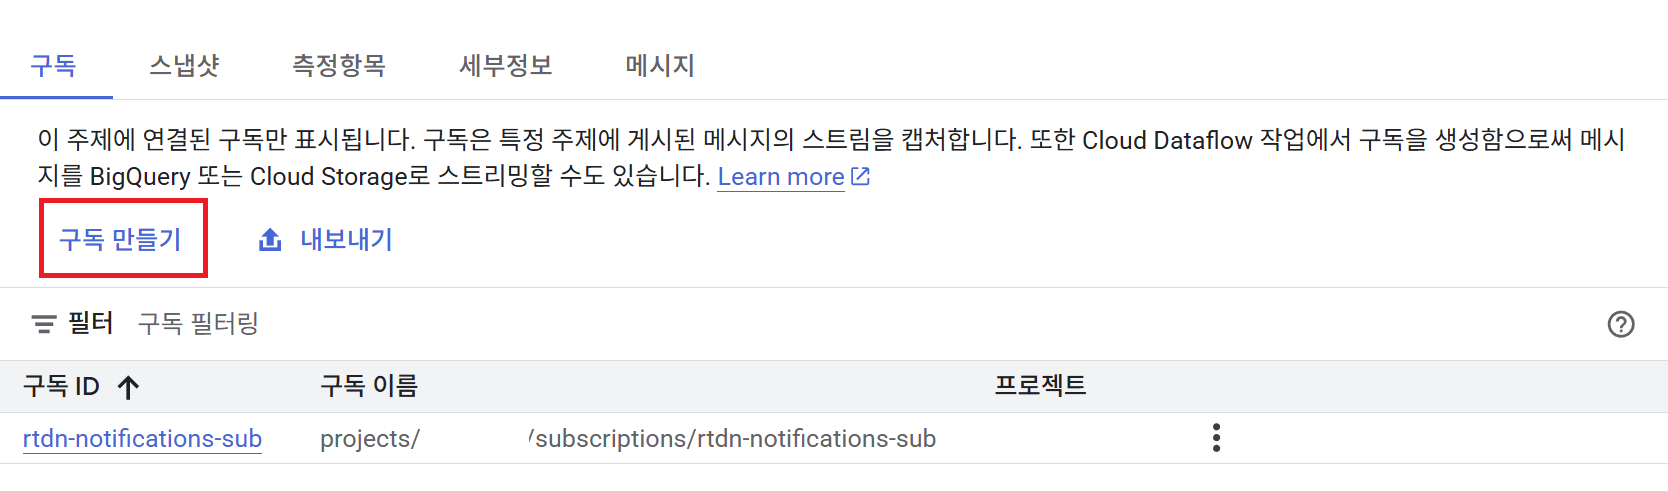 구독 스냅샷 측정항목 세부정보 메시지
이 주제에 연결된 구독만 표시됩니다. 구독은 특정 주제에 게시된 메시지의 스트림을 캡처합니다. 또한 Cloud Dataflow 작업에서 구독을 생성함으로써 메시
지를 BigQuery 또는 Cloud Storage로 스트리밍할 수도 있습니다. Learn more
구독 만들기 내보내기
필터 구독 필터링
구독 ID 구독 이름 프로젝트
rtdn-notifications-sub projects/ /subscriptions/rtdn-notifications-sub